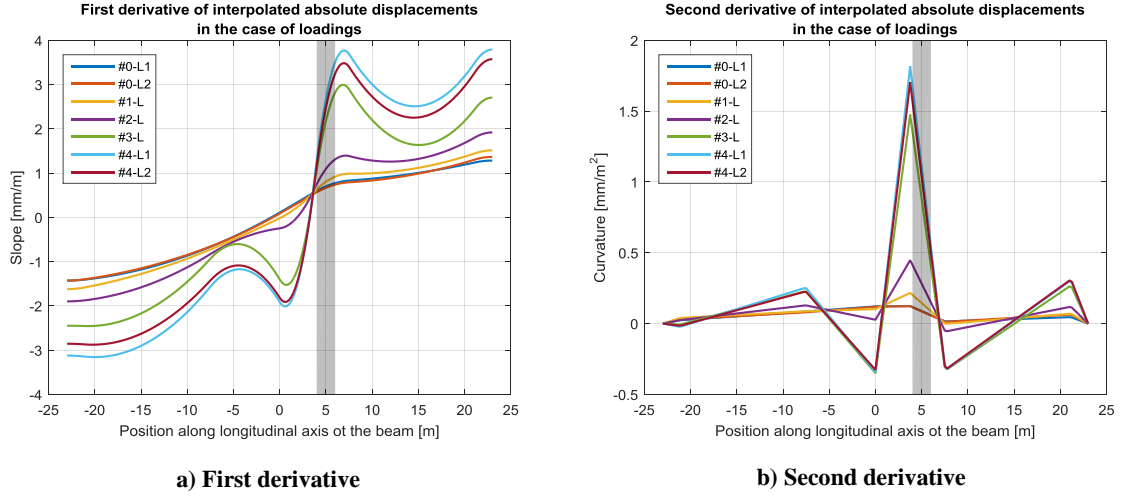 First derivative of interpolated absolute displacements
in the case of loadings
4
3
2
1
0
-1
-2
-3
-4
Slope [mm/m]
#0-L1
#0-L2
#1-L
#2-L
#3-L
#4-L1
#4-L2
-25 -20 -15 -10 -5 0 5 10 15 20 25
Position along longitudinal axis ot the beam [m]
a) First derivative
Second derivative of interpolated absolute displacements
in the case of loadings
2
1.5
1
0.5
0
-0.5
Curvature [mm/m²]
#0-L1
#0-L2
#1-L
#2-L
#3-L
#4-L1
#4-L2
-25 -20 -15 -10 -5 0 5 10 15 20 25
Position along longitudinal axis ot the beam [m]
b) Second derivative